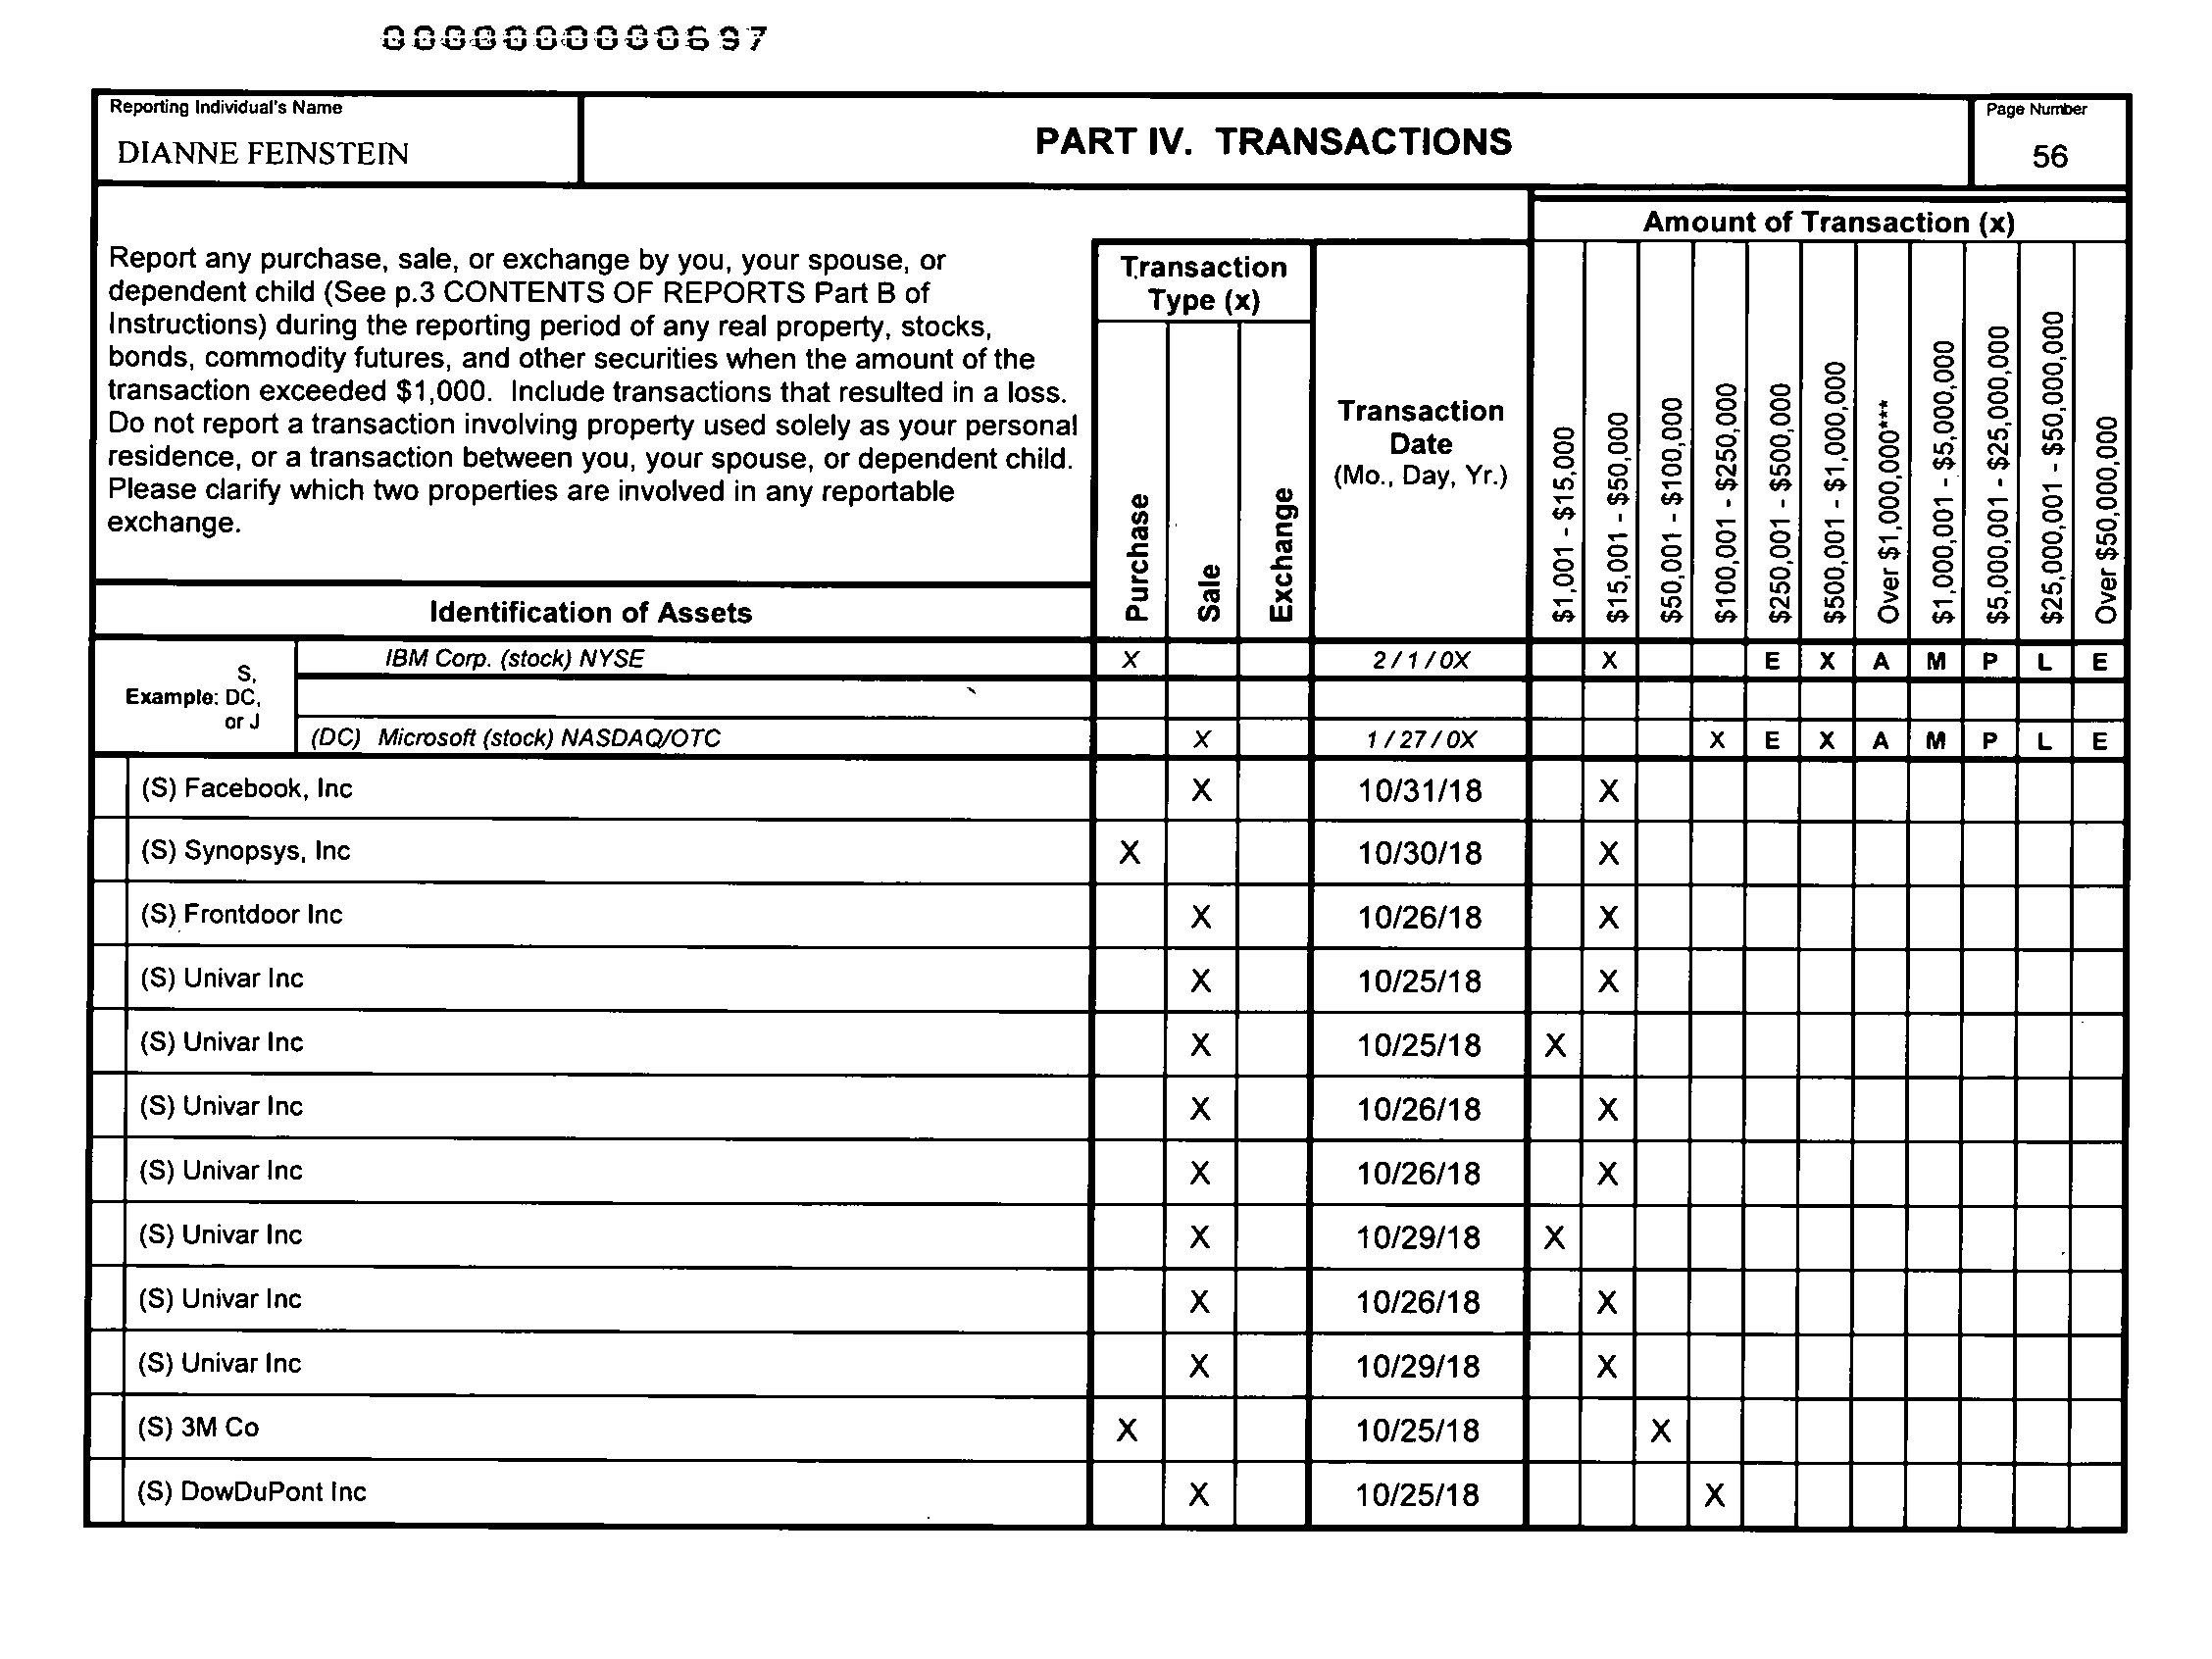 0000000000697
Reporting Individual's Name
DIANNE FEINSTEIN
PART IV. TRANSACTIONS
Page Number
56
Report any purchase, sale, or exchange by you, your spouse, or
dependent child (See p.3 CONTENTS OF REPORTS Part B of
Instructions) during the reporting period of any real property, stocks,
bonds, commodity futures, and other securities when the amount of the
transaction exceeded $1,000. Include transactions that resulted in a loss.
Do not report a transaction involving property used solely as your personal
residence, or a transaction between you, your spouse, or dependent child.
Please clarify which two properties are involved in any reportable
exchange.
Identification of Assets
Transaction
Type (x)
Purchase
Sale
Exchange
Transaction
Date
(Mo., Day, Yr.)
Amount of Transaction (x)
$1,001 - $15,000
$15,001 - $50,000
$50,001 - $100,000
$100,001 - $250,000
$250,001 - $500,000
$500,001 - $1,000,000
Over $1,000,000***
$1,000,001 - $5,000,000
$5,000,001 - $25,000,000
$25,000,001 - $50,000,000
Over $50,000,000
S,
Example: DC,
or J
IBM Corp. (stock) NYSE X 2 / 1 / 0X X E X A M P L E
(DC) Microsoft (stock) NASDAQ/OTC X 1 / 27 / 0X X E X A M P L E
(S) Facebook, Inc X 10/31/18 X
(S) Synopsys, Inc X 10/30/18 X
(S) Frontdoor Inc X 10/26/18 X
(S) Univar Inc X 10/25/18 X
(S) Univar Inc X 10/25/18 X
(S) Univar Inc X 10/26/18 X
(S) Univar Inc X 10/26/18 X
(S) Univar Inc X 10/29/18 X
(S) Univar Inc X 10/26/18 X
(S) Univar Inc X 10/29/18 X
(S) 3M Co X 10/25/18 X
(S) DowDuPont Inc X 10/25/18 X